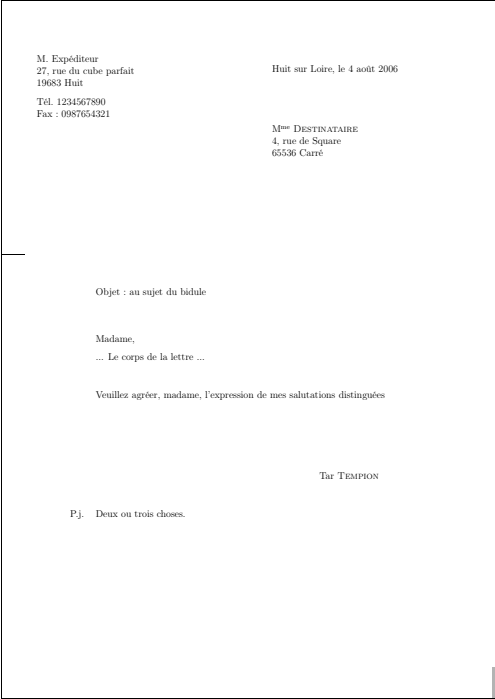 M. Expéditeur
27, rue du cube parfait
19683 Huit
Tél. 1234567890
Fax : 0987654321
Huit sur Loire, le 4 août 2006
Mme DESTINATAIRE
4, rue de Square
65536 Carré
Objet : au sujet du bidule
Madame,
... Le corps de la lettre ...
Veuillez agréer, madame, l'expression de mes salutations distinguées
Tar TEMPION
P.j. Deux ou trois choses.